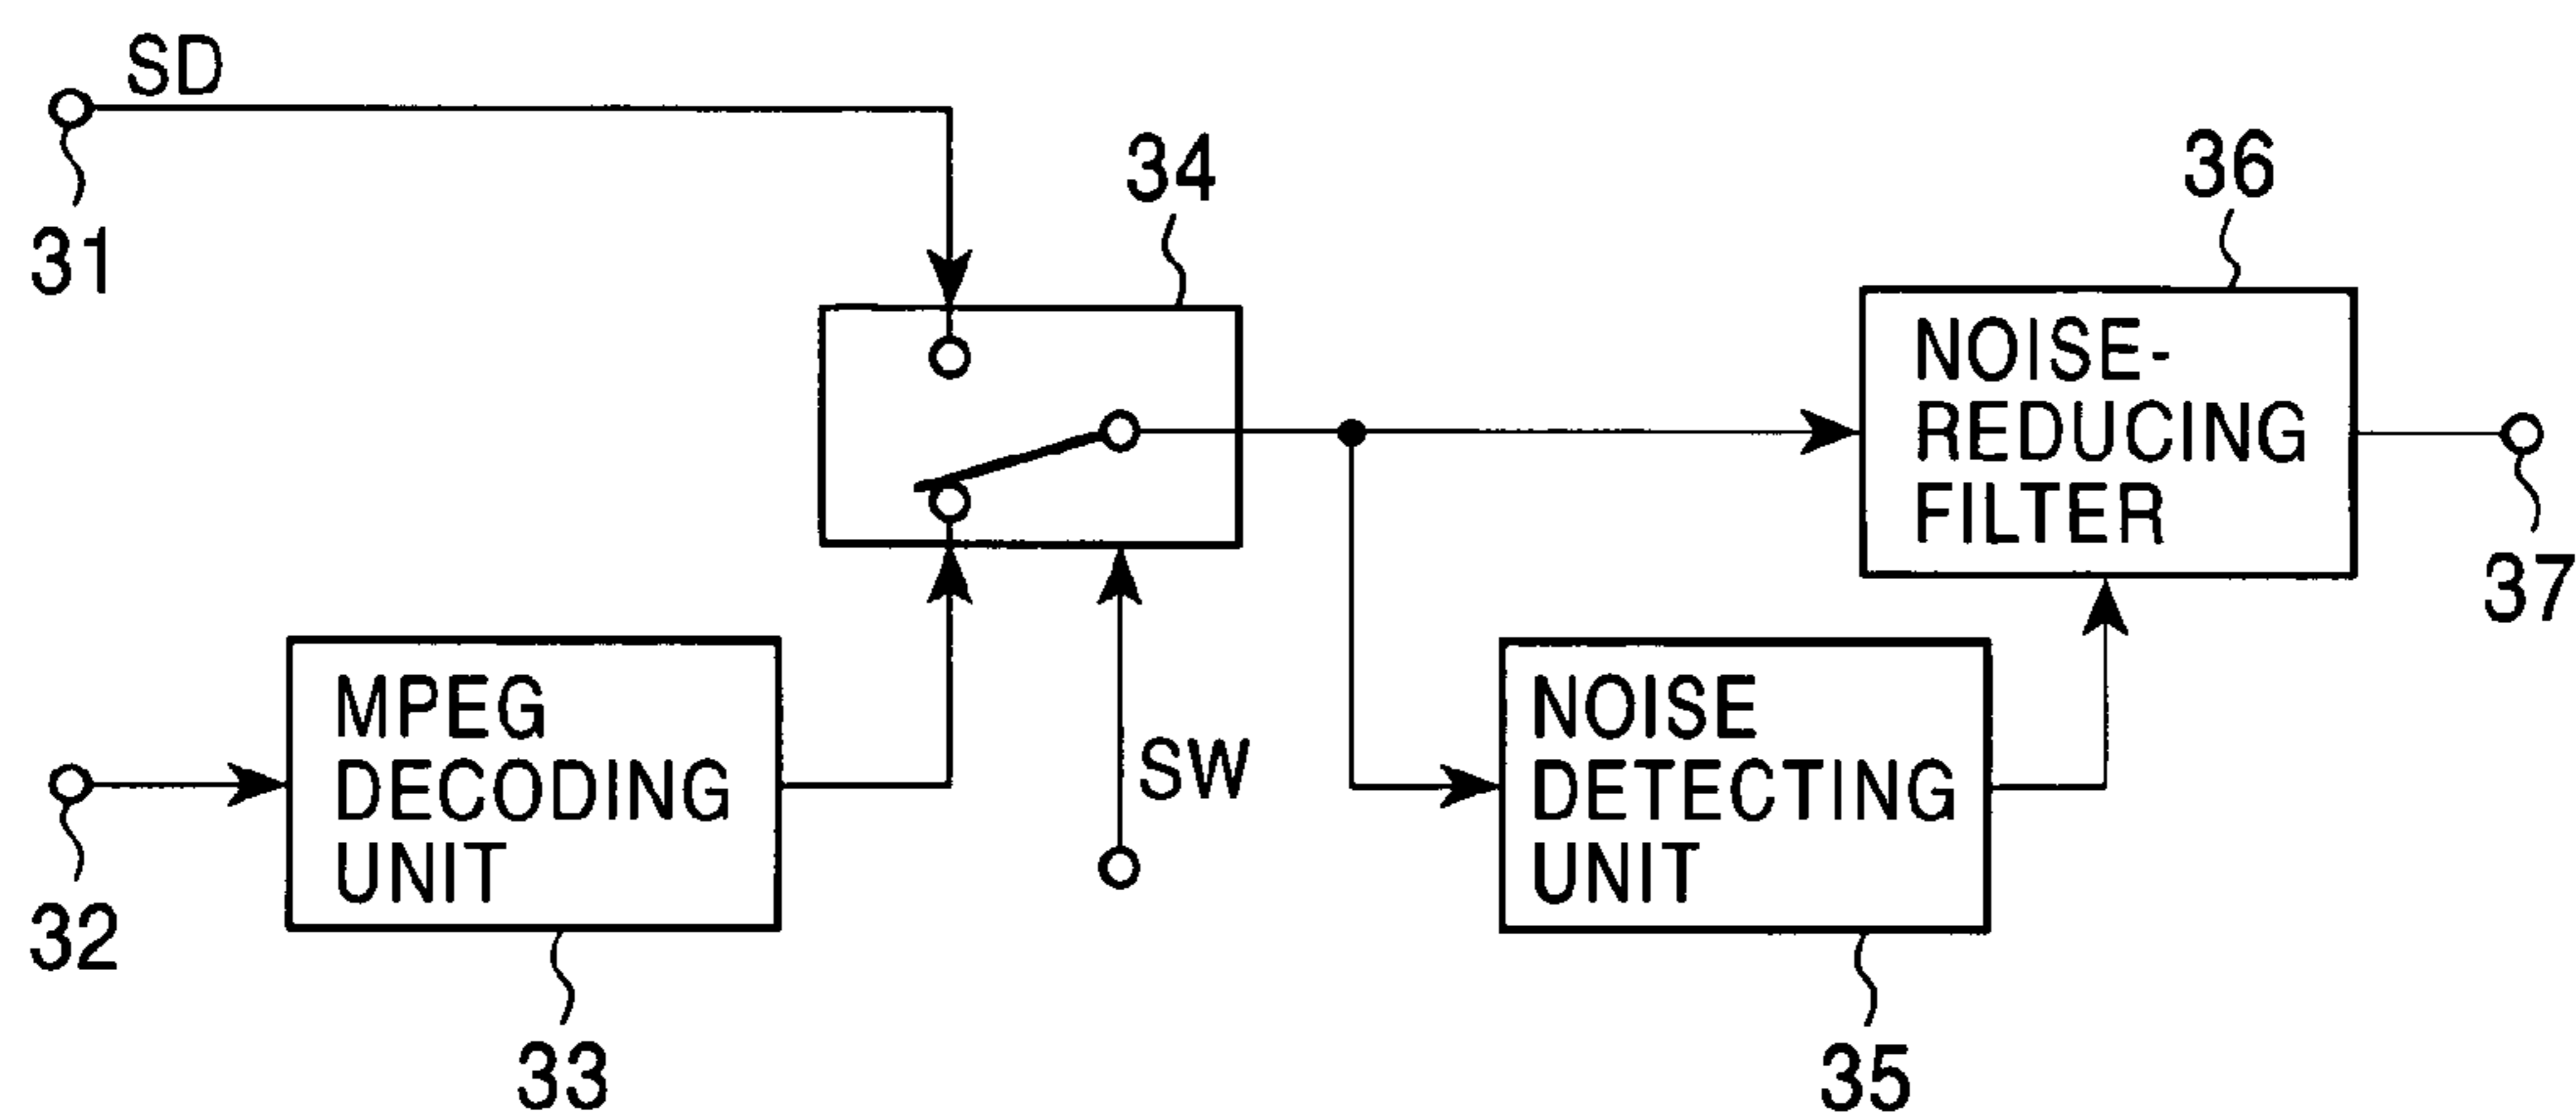 SD
31
34
36
NOISE-
REDUCING
FILTER
37
MPEG
DECODING
UNIT
32
33
SW
NOISE
DETECTING
UNIT
35